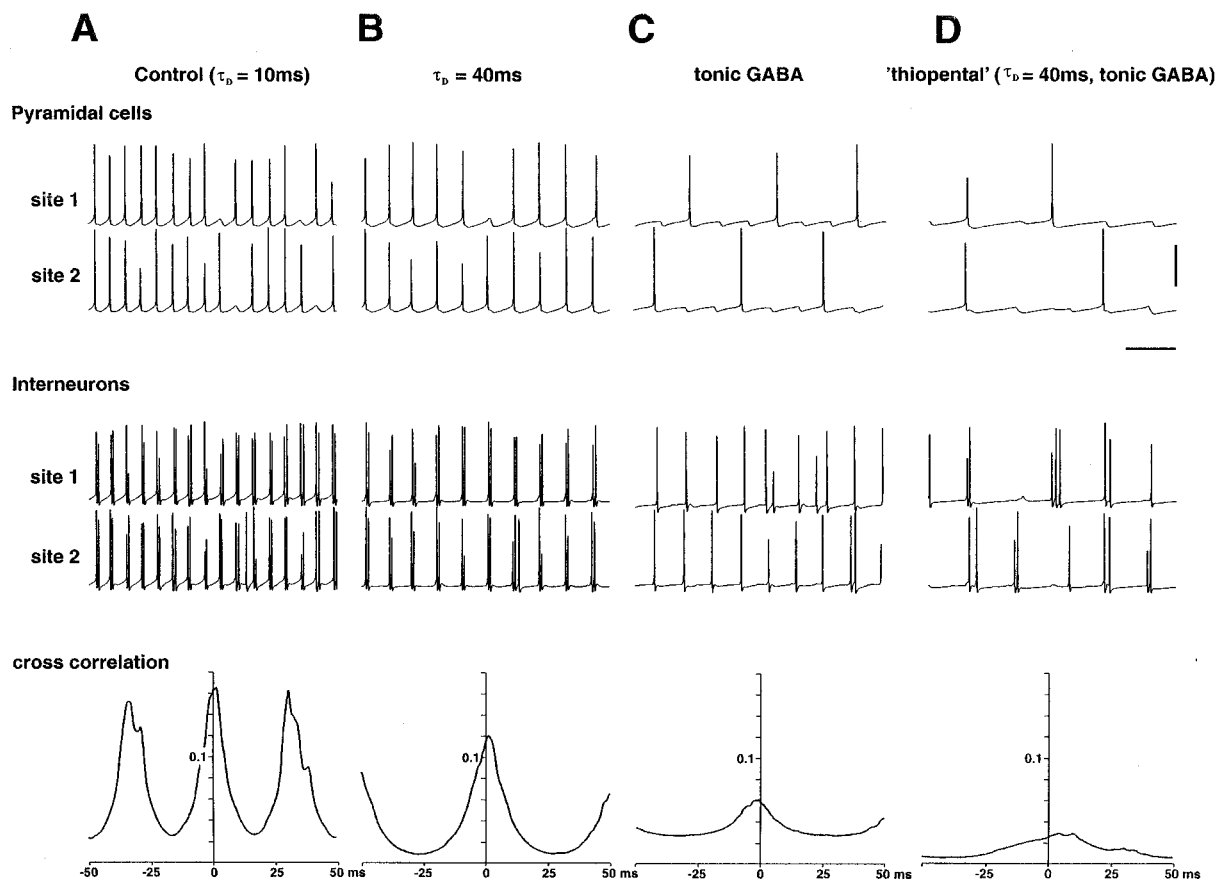 A B C D
Control (τD = 10ms) τD = 40ms tonic GABA 'thiopental' (τD = 40ms, tonic GABA)
Pyramidal cells
site 1
site 2
Interneurons
site 1
site 2
cross correlation
0.1 0.1 0.1 0.1
-50 -25 0 25 50 ms -25 0 25 50 ms -25 0 25 50 ms -25 0 25 50 ms